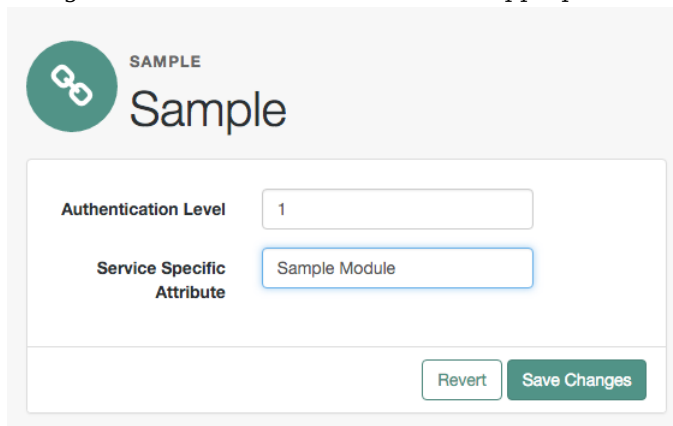 SAMPLE
Sample
Authentication Level
1
Service Specific
Attribute
Sample Module
Revert
Save Changes